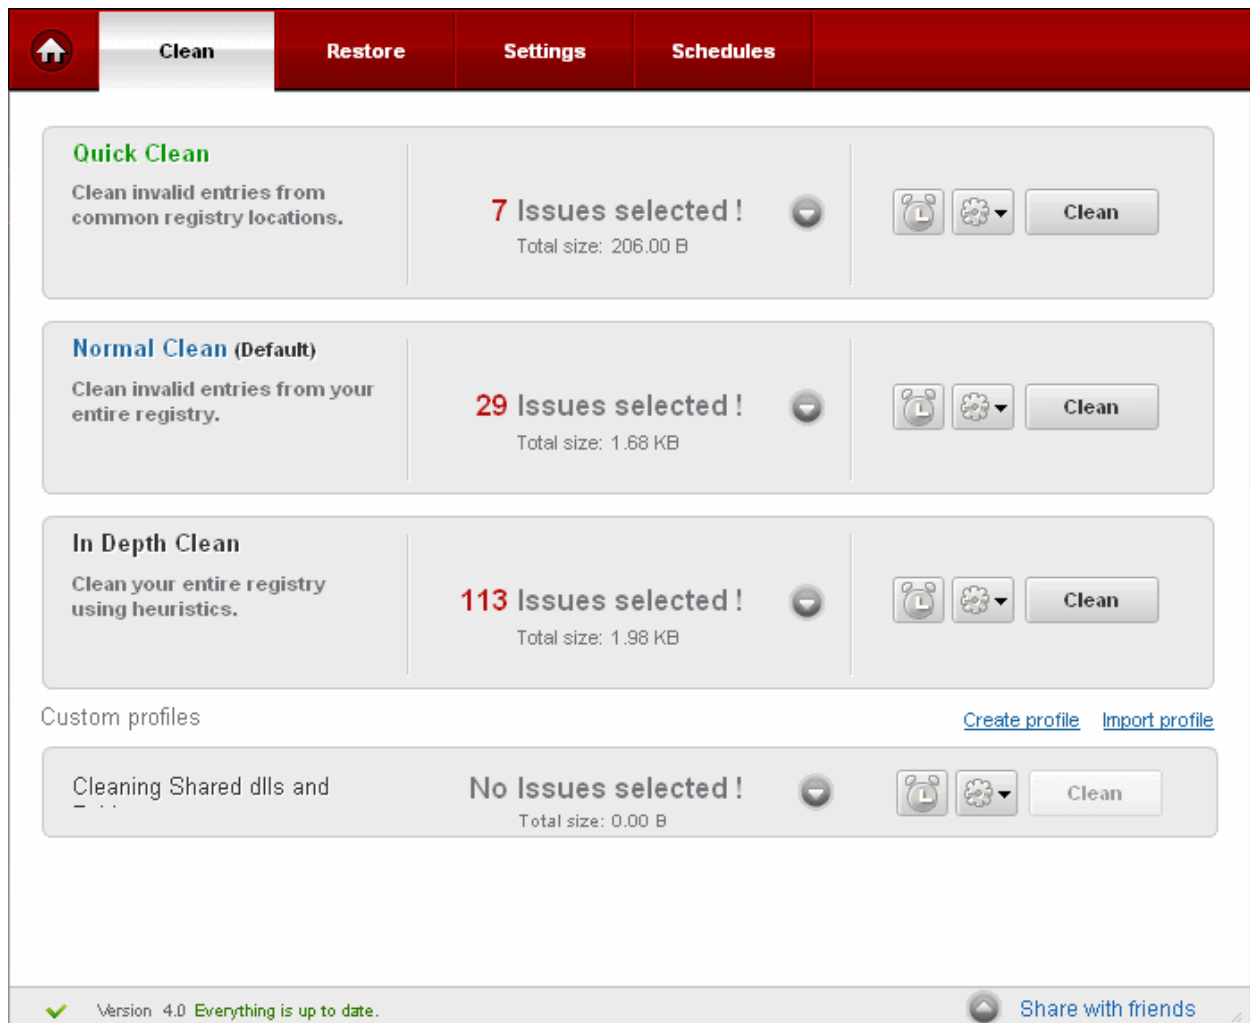 Clean Restore Settings Schedules
Quick Clean
Clean invalid entries from
common registry locations.
7 Issues selected !
Total size: 206.00 B
Clean
Normal Clean (Default)
Clean invalid entries from your
entire registry.
29 Issues selected !
Total size: 1.68 KB
Clean
In Depth Clean
Clean your entire registry
using heuristics.
113 Issues selected !
Total size: 1.98 KB
Clean
Custom profiles
Create profile Import profile
Cleaning Shared dlls and
No Issues selected !
Total size: 0.00 B
Clean
Version 4.0 Everything is up to date.
Share with friends